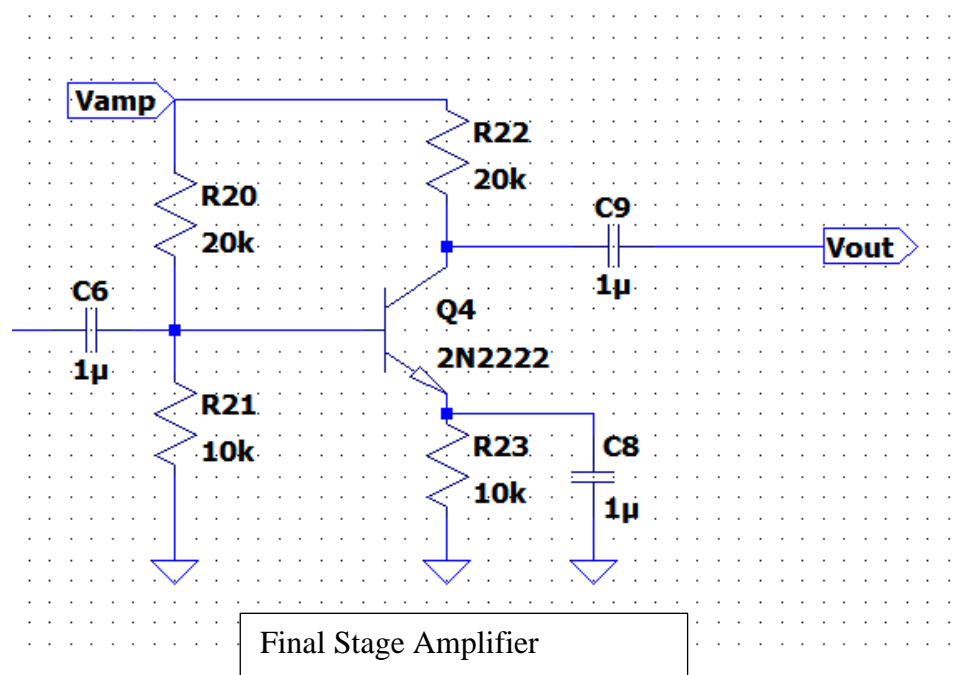 Vamp
R22
20k
R20
20k
C9
1µ
Vout
C6
1µ
Q4
2N2222
R21
10k
R23
10k
C8
1µ
Final Stage Amplifier